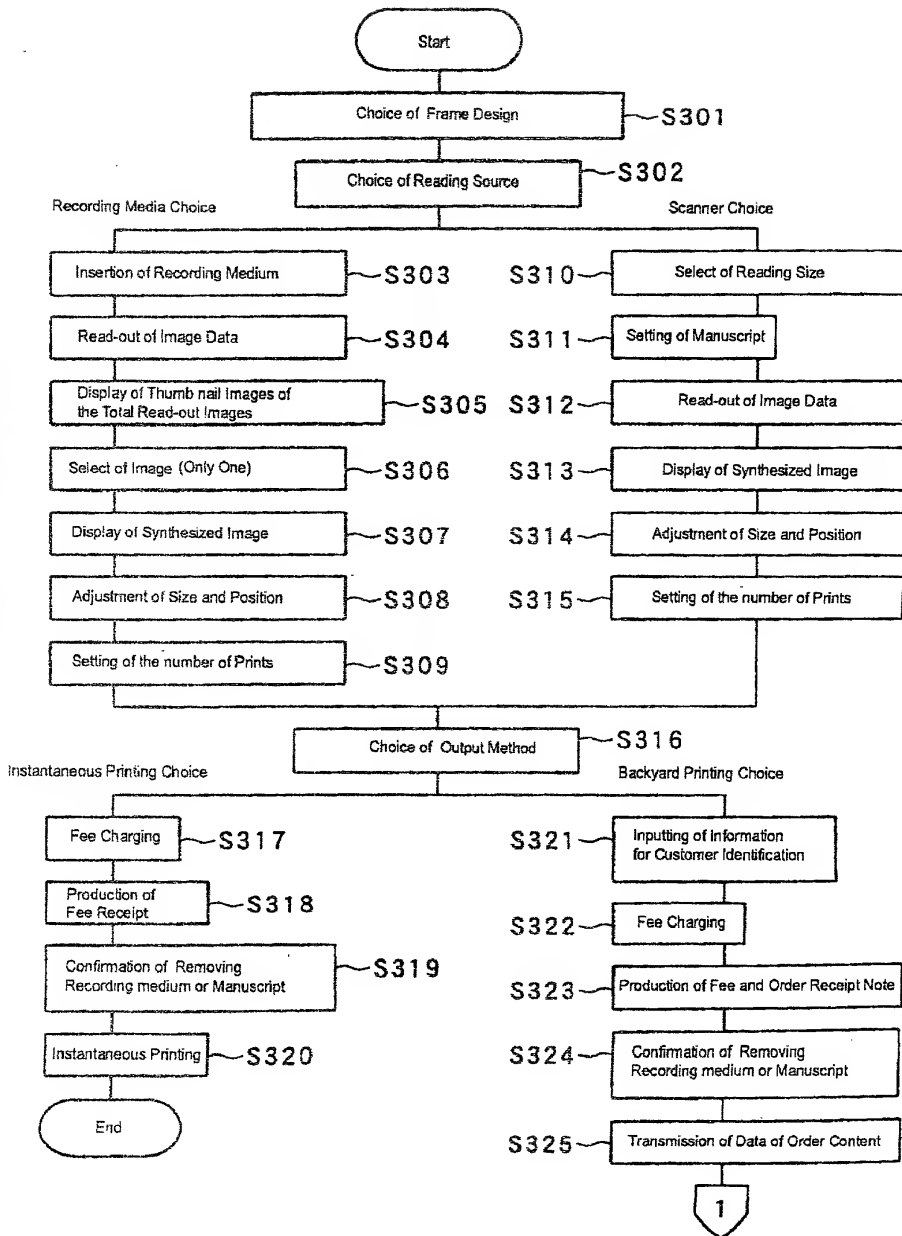 Start
Choice of Frame Design
S301
Choice of Reading Source
S302
Recording Media Choice
Scanner Choice
Insertion of Recording Medium
S303
S310
Select of Reading Size
Read-out of Image Data
S304
S311
Setting of Manuscript
Display of Thumb nail Images of
the Total Read-out Images
S305
S312
Read-out of Image Data
Select of Image (Only One)
S306
S313
Display of Synthesized Image
Display of Synthesized Image
S307
S314
Adjustment of Size and Position
Adjustment of Size and Position
S308
S315
Setting of the number of Prints
Setting of the number of Prints
S309
Choice of Output Method
S316
Instantaneous Printing Choice
Backyard Printing Choice
Fee Charging
S317
S321
Inputting of Information
for Customer Identification
Production of
Fee Receipt
S318
S322
Fee Charging
Confirmation of Removing
Recording medium or Manuscript
S319
S323
Production of Fee and Order Receipt Note
Instantaneous Printing
S320
S324
Confirmation of Removing
Recording medium or Manuscript
End
S325
Transmission of Data of Order Content
1